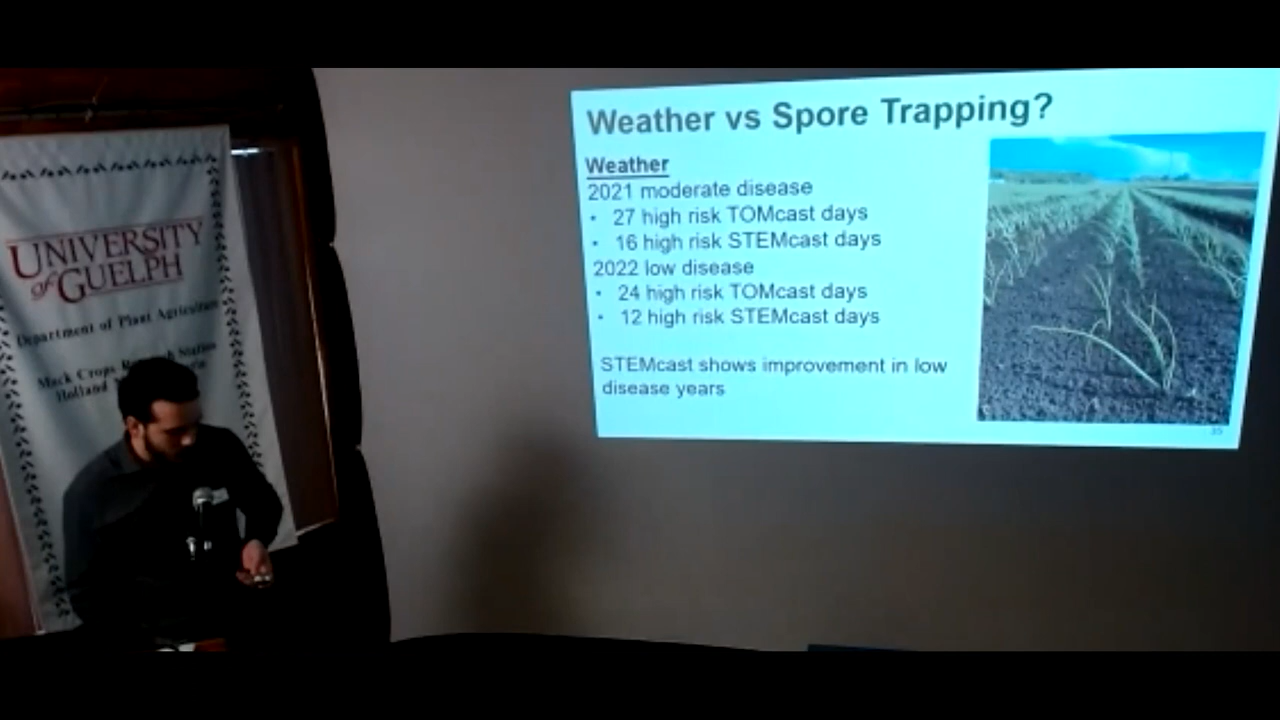 UNIVERSITY
of GUELPH
Department of Plant Agriculture
Muck Crops Research Station
Holland
Weather vs Spore Trapping?
Weather
2021 moderate disease
• 27 high risk TOMcast days
• 16 high risk STEMcast days
2022 low disease
• 24 high risk TOMcast days
• 12 high risk STEMcast days
STEMcast shows improvement in low
disease years